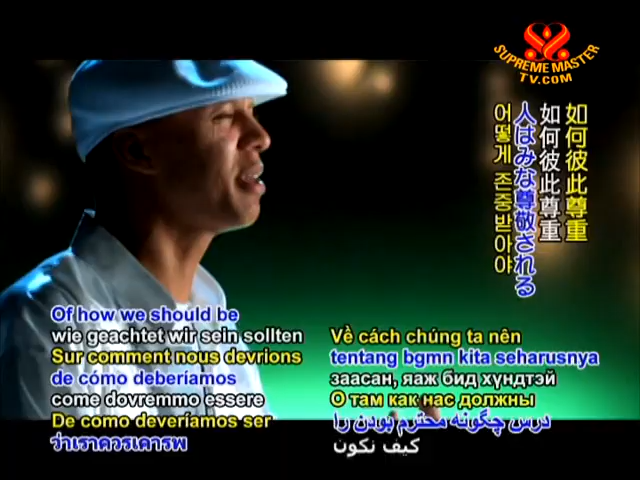 SUPREME MASTER
TV.COM
如何彼此尊重
如何彼此尊重
人はみな尊敬される
어떻게 존중받아야
Of how we should be
wie geachtet wir sein sollten
Sur comment nous devrions
de cómo deberíamos
come dovremmo essere
De como deveríamos ser
ว่าเราควรเคารพ
Về cách chúng ta nên
tentang bgmn kita seharusnya
заасан, яаж бид хүндтэй
О там как нас должны
درس چگونه محترم بودن را
كيف نكون